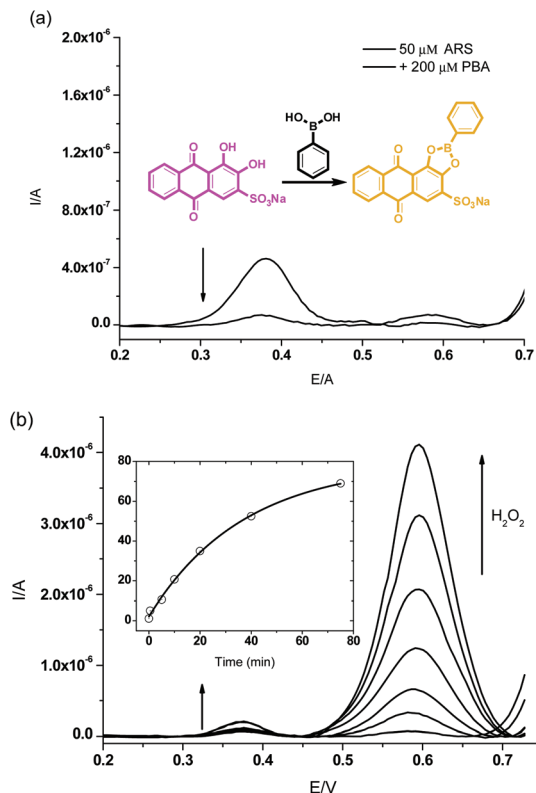 (a)
2.0x10⁻⁶
1.6x10⁻⁶
1.2x10⁻⁶
I/A
8.0x10⁻⁷
4.0x10⁻⁷
0.0
50 μM ARS
+ 200 μM PBA
HO OH
B
O OH
OH
SO₃Na
O
O
O B
O
SO₃Na
O
0.2 0.3 0.4 0.5 0.6 0.7
E/A
(b)
4.0x10⁻⁶
3.0x10⁻⁶
I/A
2.0x10⁻⁶
1.0x10⁻⁶
0.0
80
70
60
50
40
30
20
10
0
0 20 40 60 80
Time (min)
H₂O₂
0.2 0.3 0.4 0.5 0.6 0.7
E/V